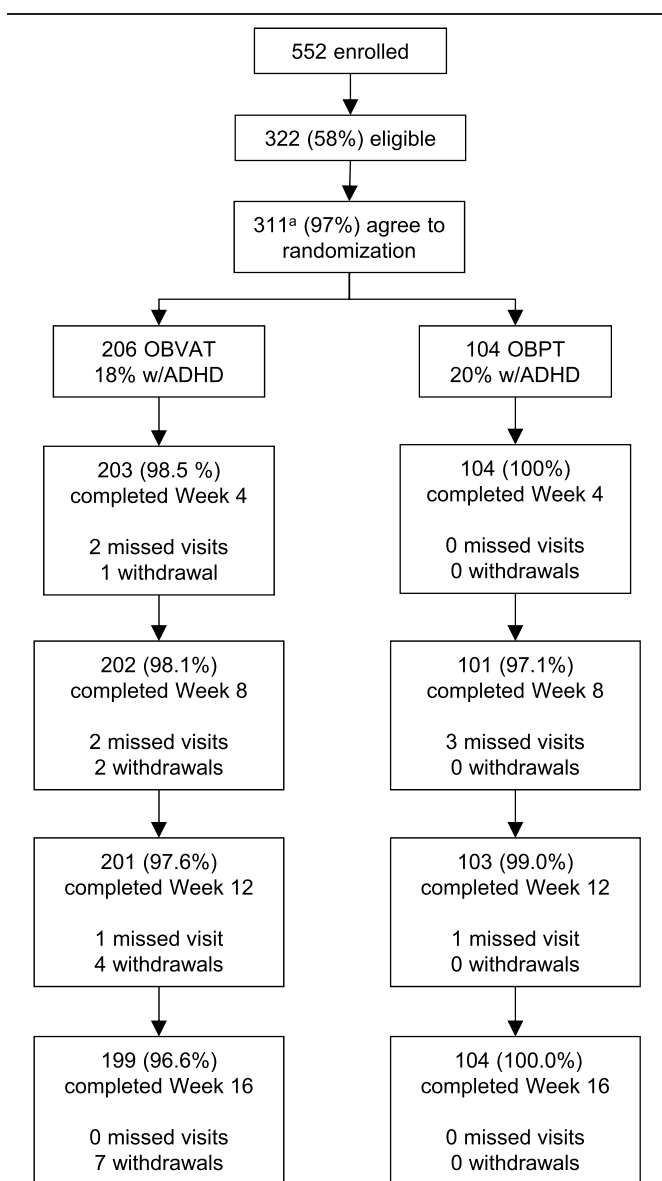 552 enrolled
322 (58%) eligible
311ᵃ (97%) agree to
randomization
206 OBVAT
18% w/ADHD
104 OBPT
20% w/ADHD
203 (98.5 %)
completed Week 4
2 missed visits
1 withdrawal
104 (100%)
completed Week 4
0 missed visits
0 withdrawals
202 (98.1%)
completed Week 8
2 missed visits
2 withdrawals
101 (97.1%)
completed Week 8
3 missed visits
0 withdrawals
201 (97.6%)
completed Week 12
1 missed visit
4 withdrawals
103 (99.0%)
completed Week 12
1 missed visit
0 withdrawals
199 (96.6%)
completed Week 16
0 missed visits
7 withdrawals
104 (100.0%)
completed Week 16
0 missed visits
0 withdrawals